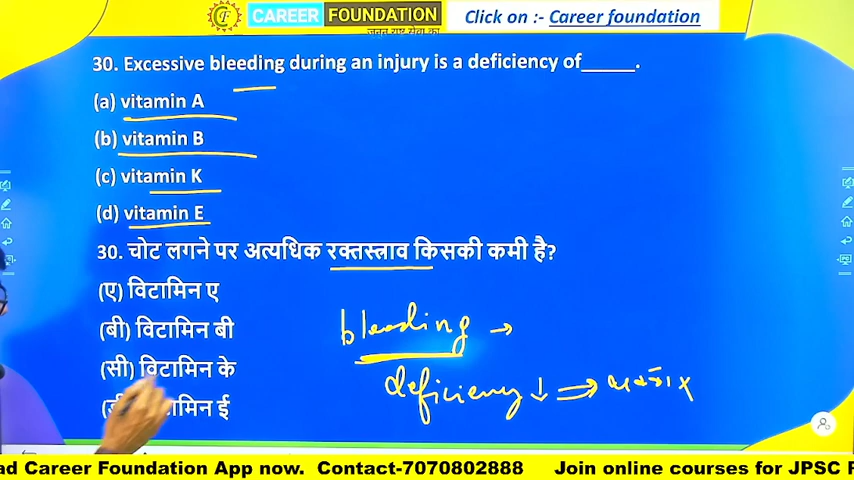 CAREER FOUNDATION
Click on :- Career foundation
30. Excessive bleeding during an injury is a deficiency of_____.
(a) vitamin A
(b) vitamin B
(c) vitamin K
(d) vitamin E
30. चोट लगने पर अत्यधिक रक्तस्त्राव किसकी कमी है?
(ए) विटामिन ए
(बी) विटामिन बी
(सी) विटामिन के
विटामिन ई
bleeding →
deficiency ↓ ⇒
ad Career Foundation App now. Contact-7070802888 Join online courses for JPSC